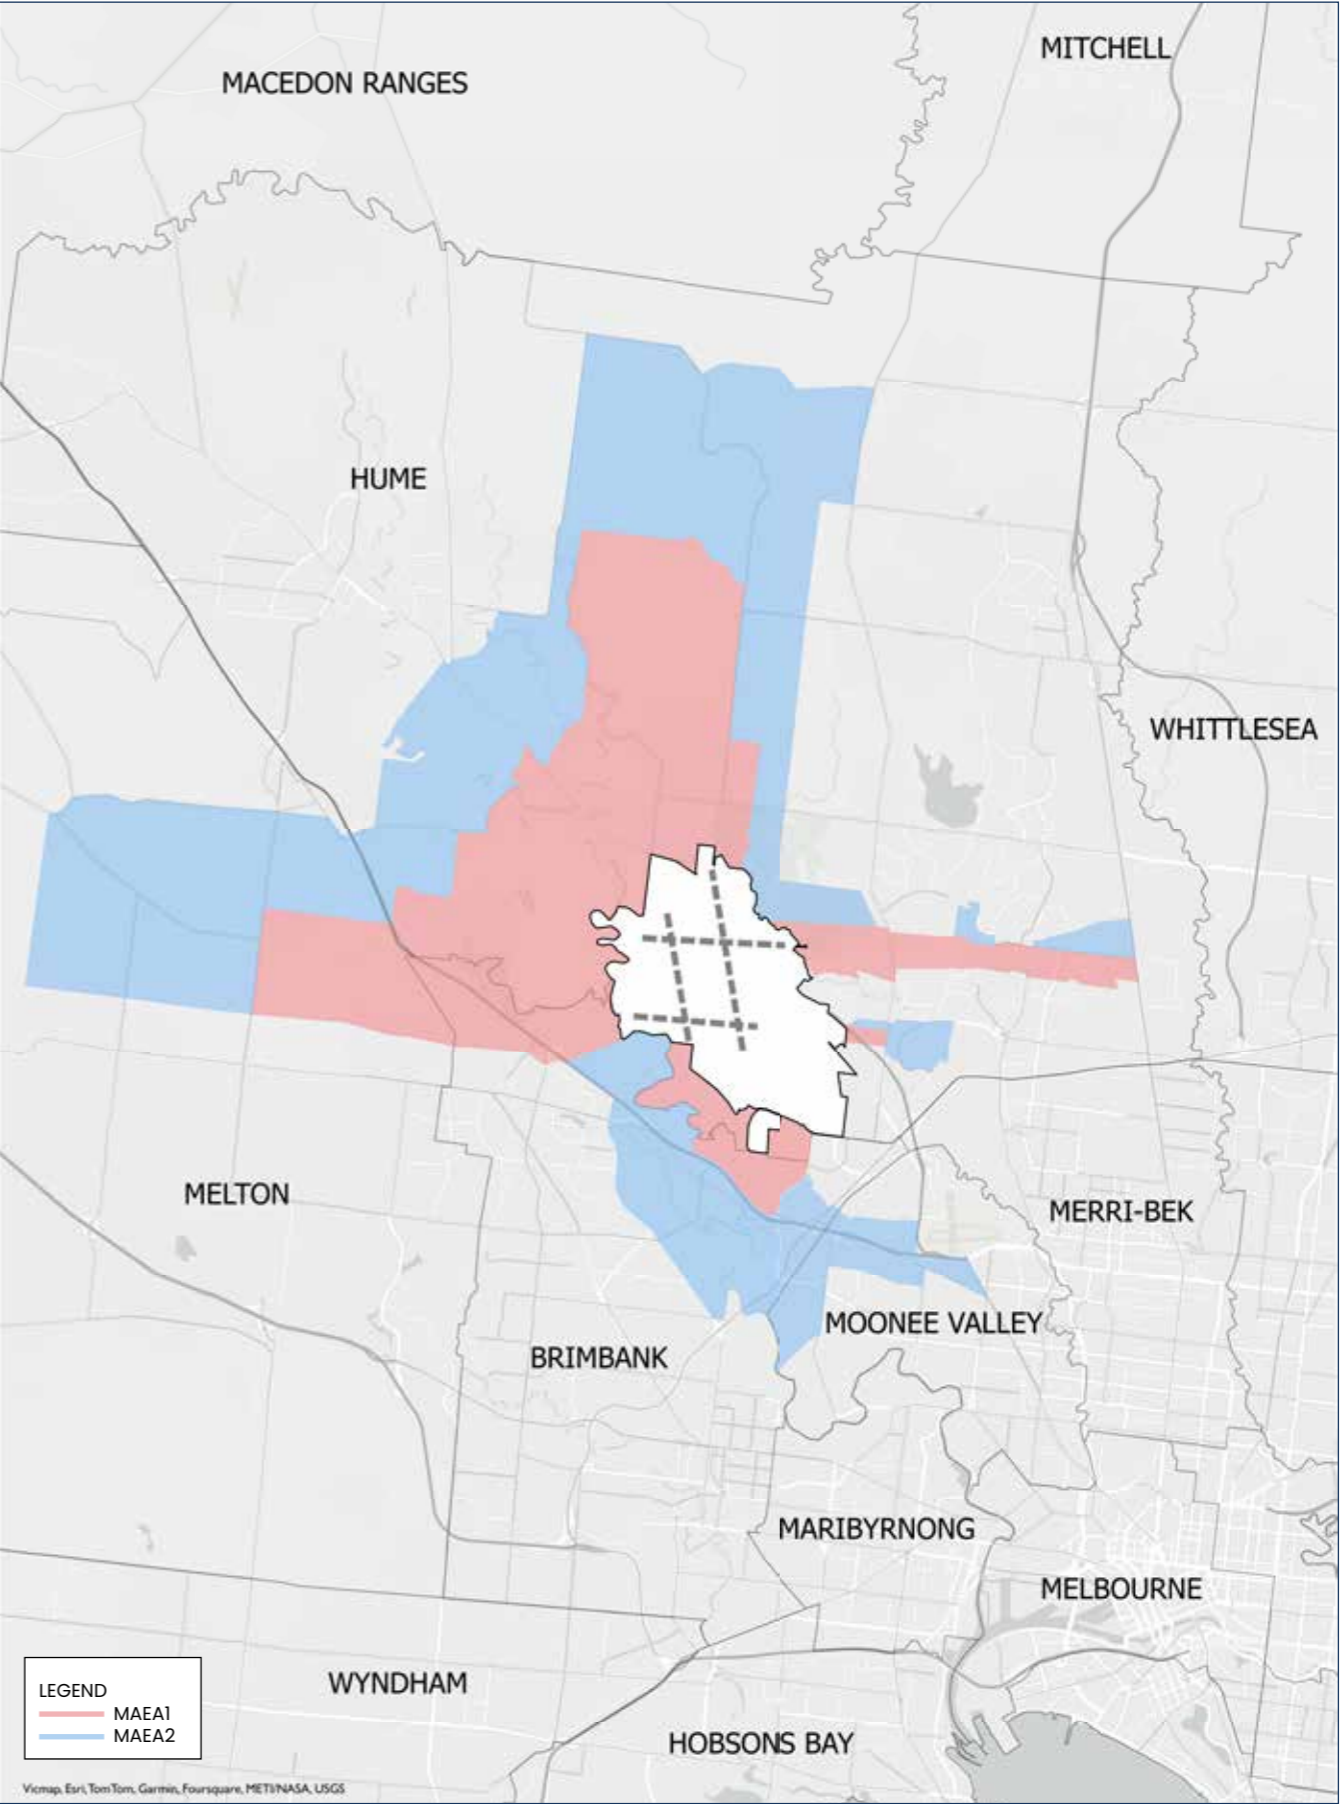 MITCHELL
MACEDON RANGES
HUME
WHITTLESEA
MELTON
MERRI-BEK
MOONEE VALLEY
BRIMBANK
MARIBYRNONG
MELBOURNE
WYNDHAM
HOBSONS BAY
LEGEND
MAEA1
MAEA2
Vicmap, Esri, TomTom, Garmin, Foursquare, METI/NASA, USGS